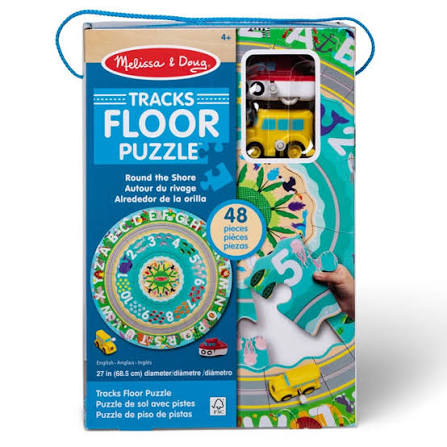 4+
Melissa & Doug
TRACKS
FLOOR
PUZZLE
Round the Shore
Autour du rivage
Alrededor de la orilla
48
pieces
pièces
piezas
5
English • Anglais • Inglés
27 in (68.5 cm) diameter/diamètre/diámetro
Tracks Floor Puzzle
Puzzle de sol avec pistes
Puzzle de piso de pistas
FSC